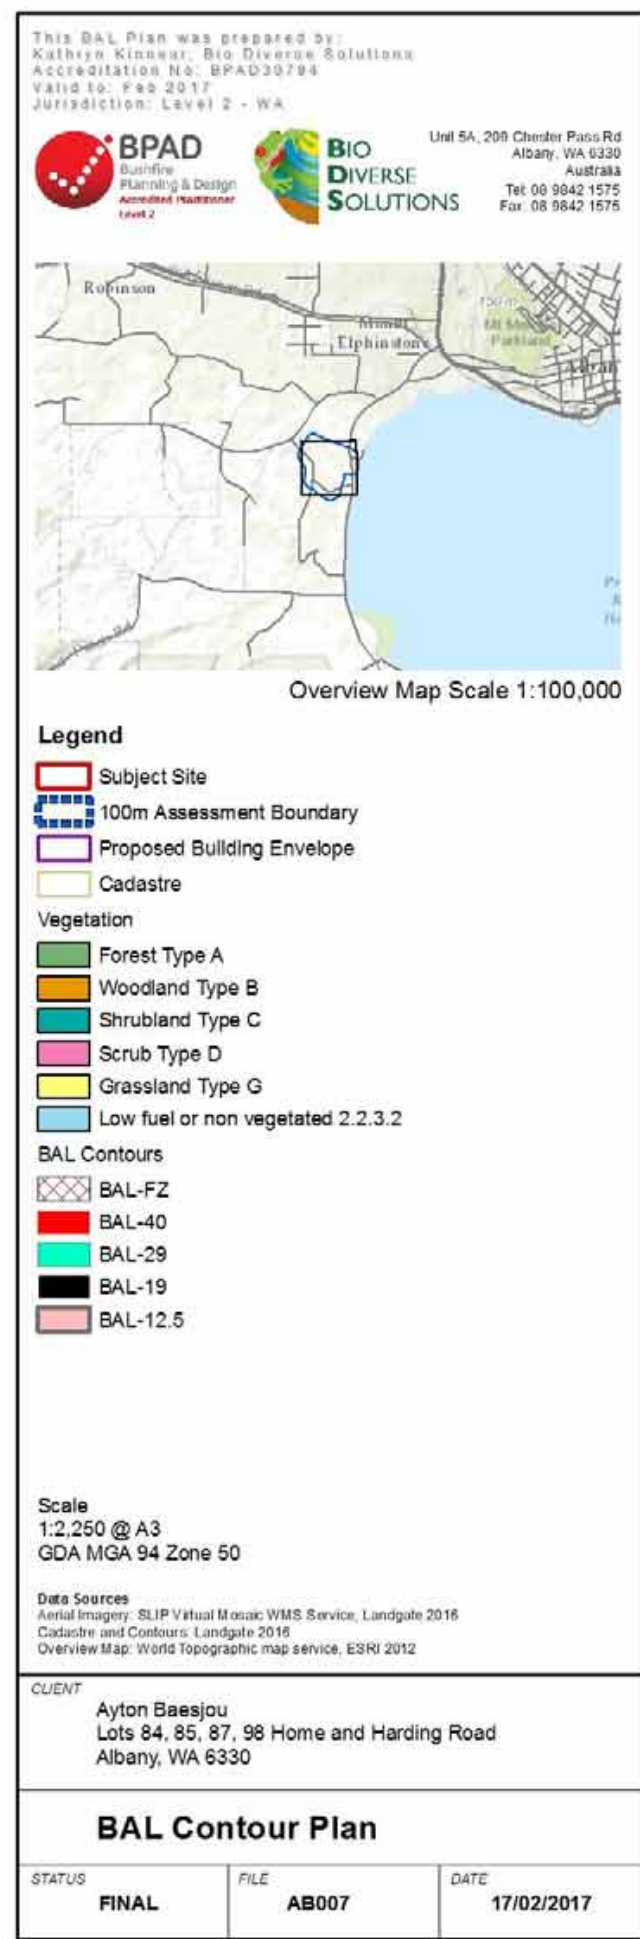 This BAL Plan was prepared by:
Kathryn Kinnear, Bio Diverse Solutions
Accreditation No: BPAD30794
Valid to: Feb 2017
Jurisdiction: Level 2 - WA
BPAD
Bushfire
Planning & Design
Accredited Practitioner
Level 2
BIO
DIVERSE
SOLUTIONS
Unit 5A, 209 Chester Pass Rd
Albany, WA 6330
Australia
Tel: 08 9842 1575
Fax: 08 9842 1575
Robinson
Mount
Elphinstone
150 m
Parkland
Overview Map Scale 1:100,000
Legend
Subject Site
100m Assessment Boundary
Proposed Building Envelope
Cadastre
Vegetation
Forest Type A
Woodland Type B
Shrubland Type C
Scrub Type D
Grassland Type G
Low fuel or non vegetated 2.2.3.2
BAL Contours
BAL-FZ
BAL-40
BAL-29
BAL-19
BAL-12.5
Scale
1:2,250 @ A3
GDA MGA 94 Zone 50
Data Sources
Aerial Imagery: SLIP Virtual Mosaic WMS Service, Landgate 2016
Cadastre and Contours: Landgate 2016
Overview Map: World Topographic map service, ESRI 2012
CLIENT
Ayton Baesjou
Lots 84, 85, 87, 98 Home and Harding Road
Albany, WA 6330
BAL Contour Plan
STATUS
FINAL
FILE
AB007
DATE
17/02/2017